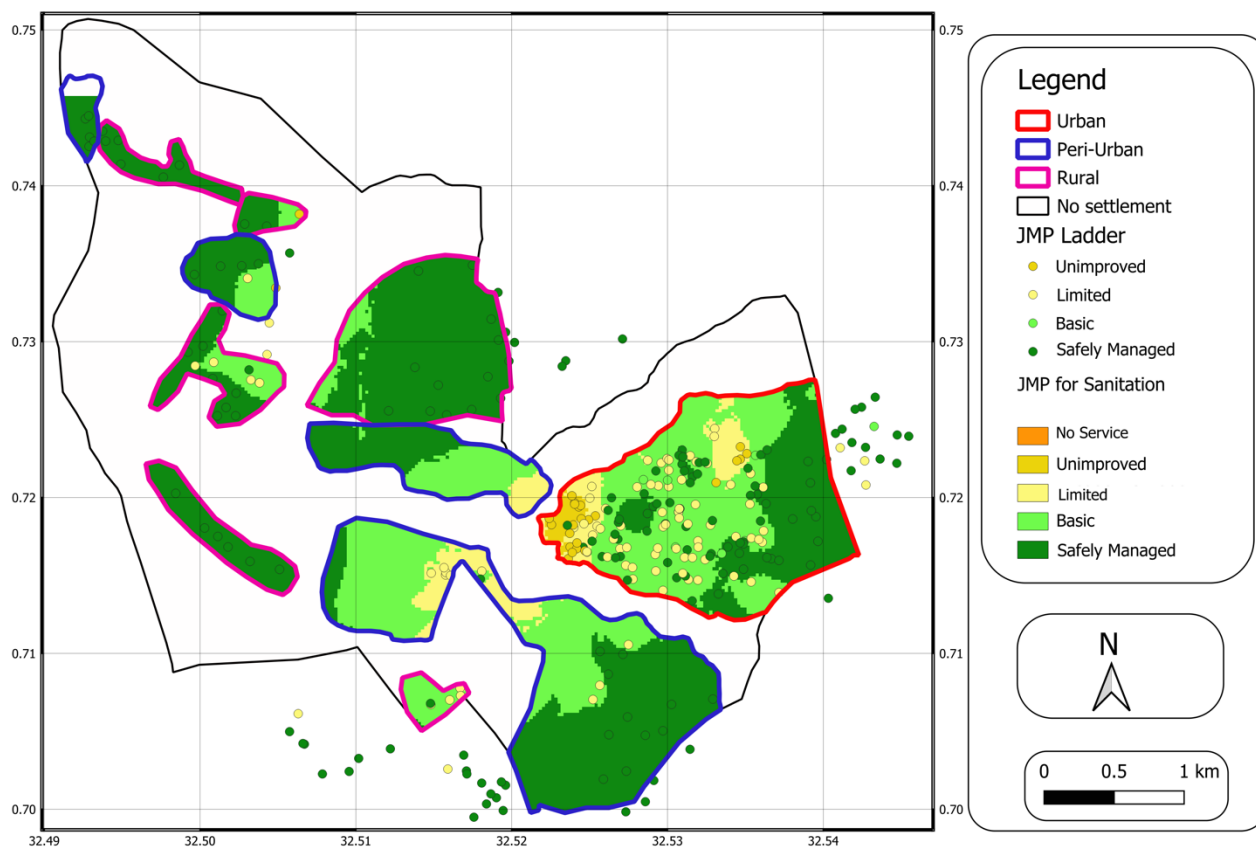 Legend
Urban
Peri-Urban
Rural
No settlement
JMP Ladder
Unimproved
Limited
Basic
Safely Managed
JMP for Sanitation
No Service
Unimproved
Limited
Basic
Safely Managed
N
0 0.5 1 km
0.75 0.75
0.74 0.74
0.73 0.73
0.72 0.72
0.71 0.71
0.70 0.70
32.49 32.50 32.51 32.52 32.53 32.54